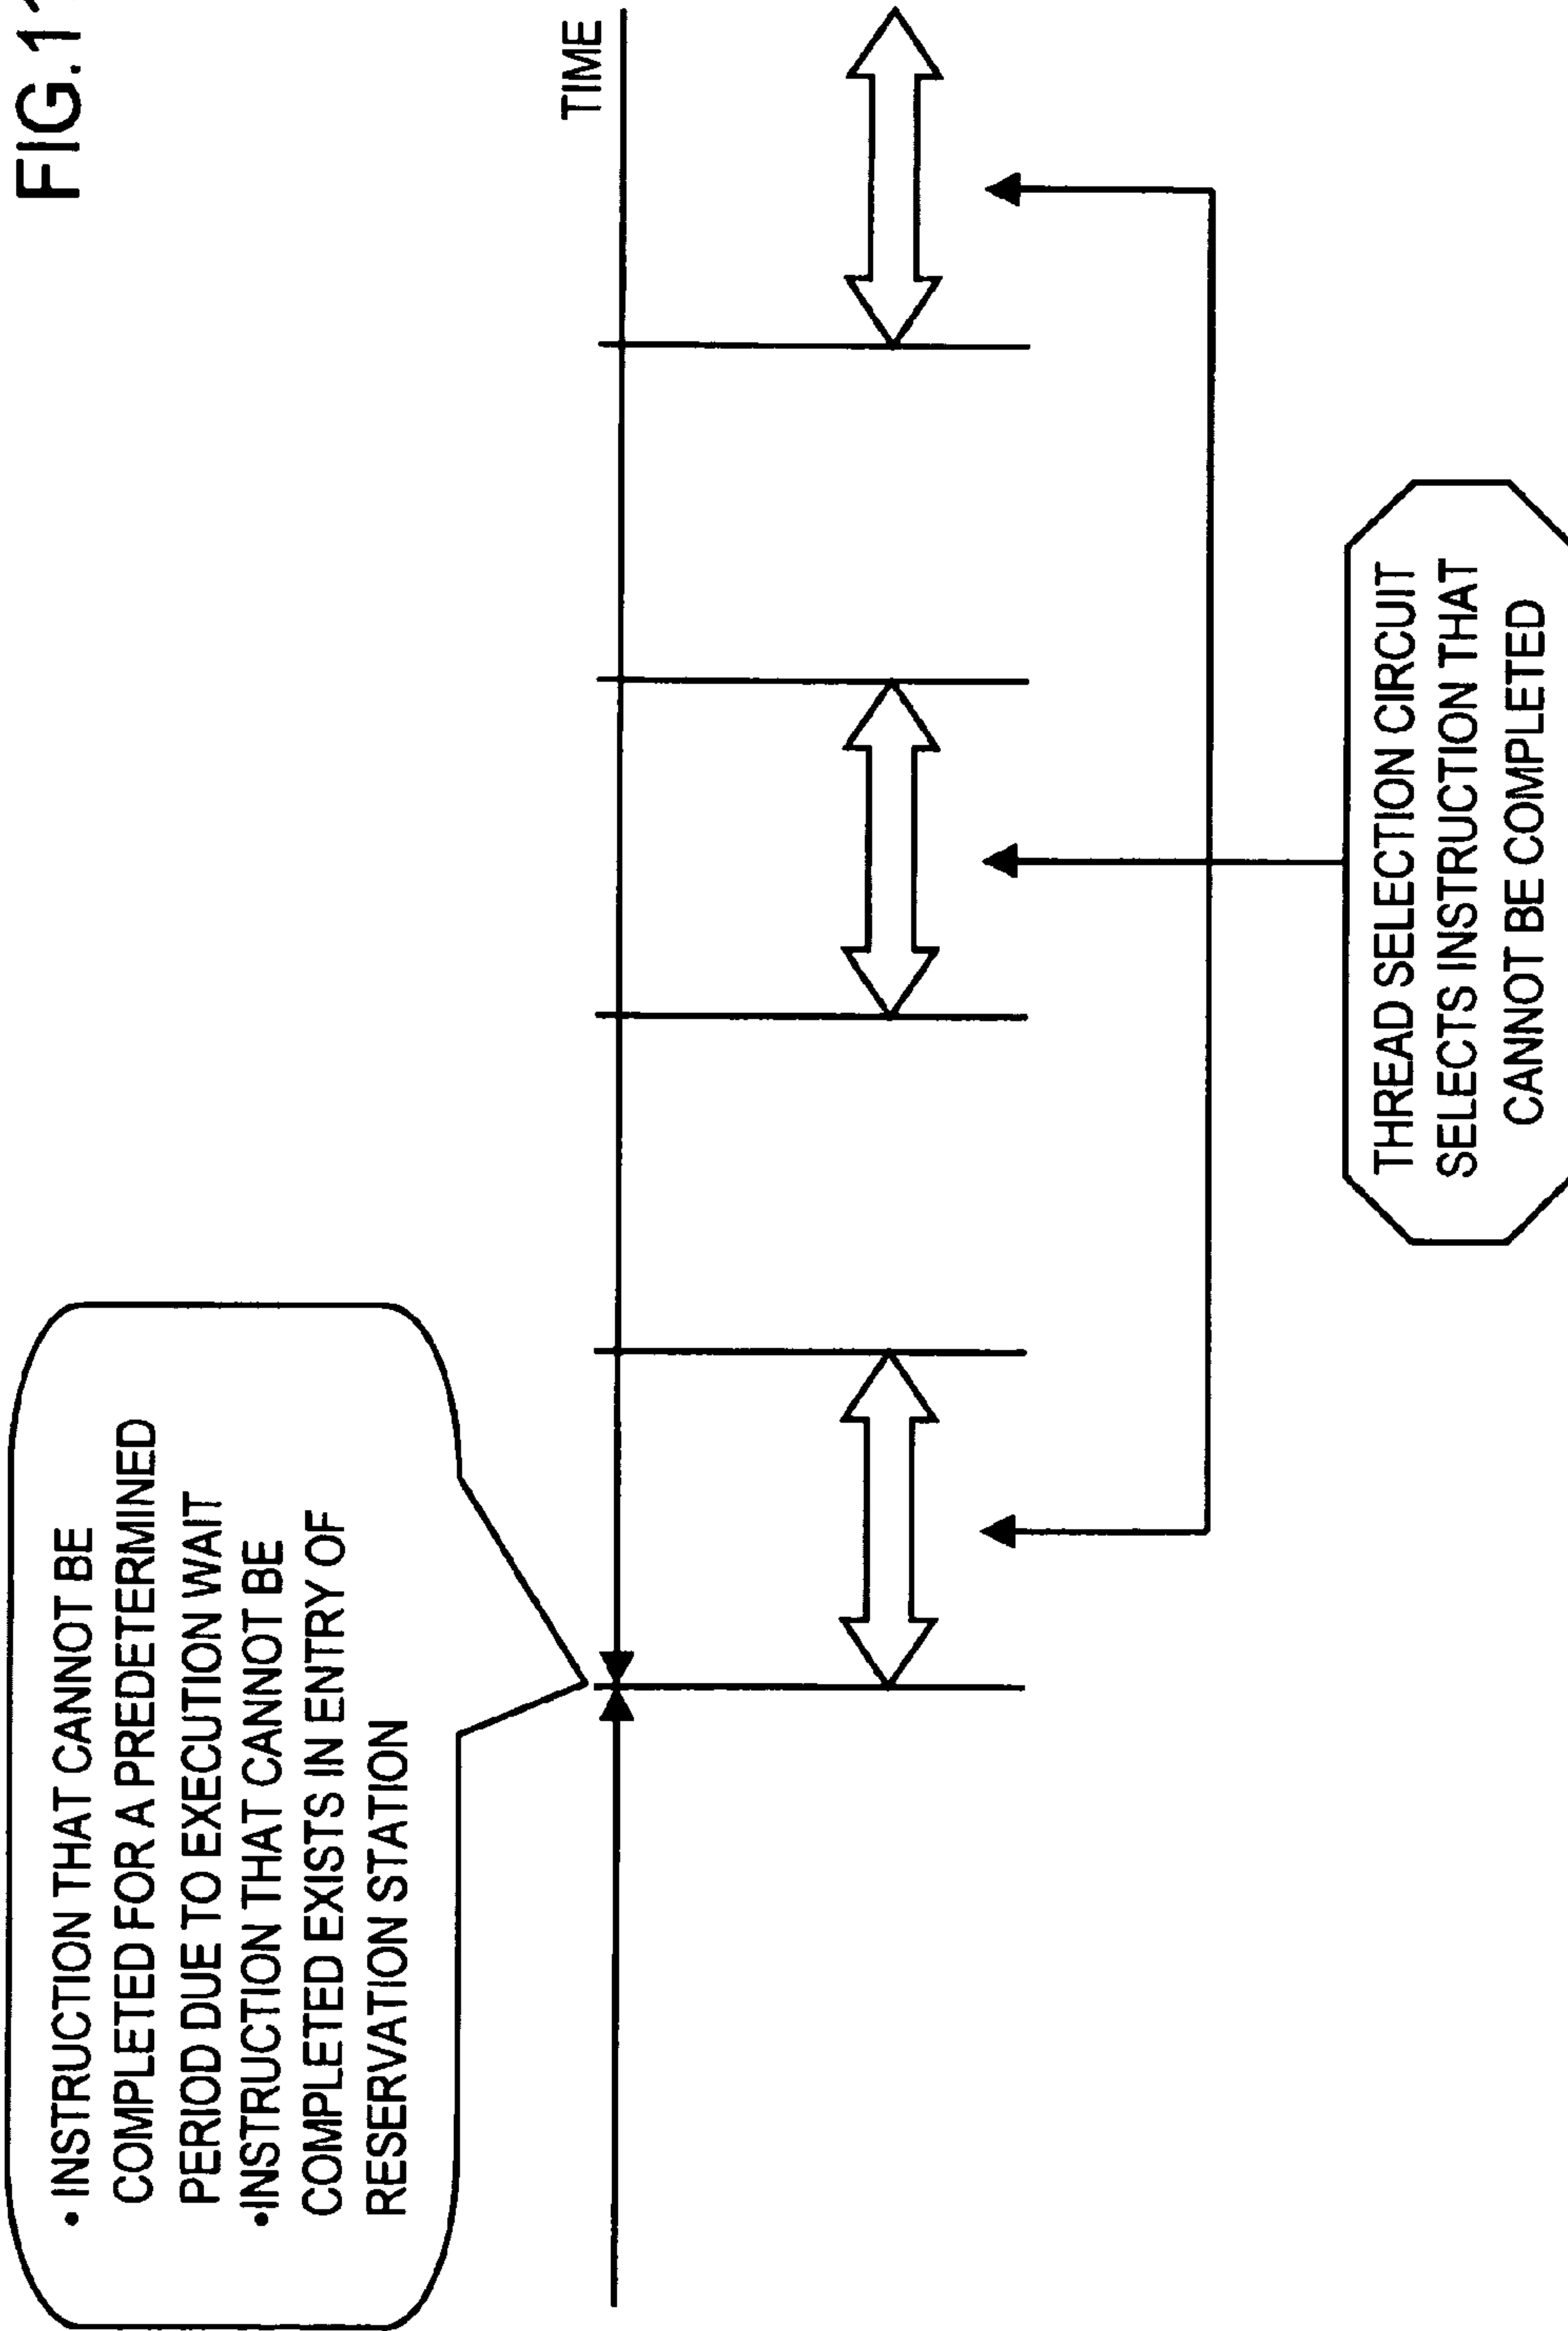 FIG.11
• INSTRUCTION THAT CANNOT BE
COMPLETED FOR A PREDETERMINED
PERIOD DUE TO EXECUTION WAIT
•INSTRUCTION THAT CANNOT BE
COMPLETED EXISTS IN ENTRY OF
RESERVATION STATION
TIME
THREAD SELECTION CIRCUIT
SELECTS INSTRUCTION THAT
CANNOT BE COMPLETED